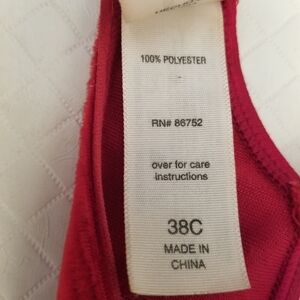 100% POLYESTER
RN# 86752
over for care
instructions
38C
MADE IN
CHINA